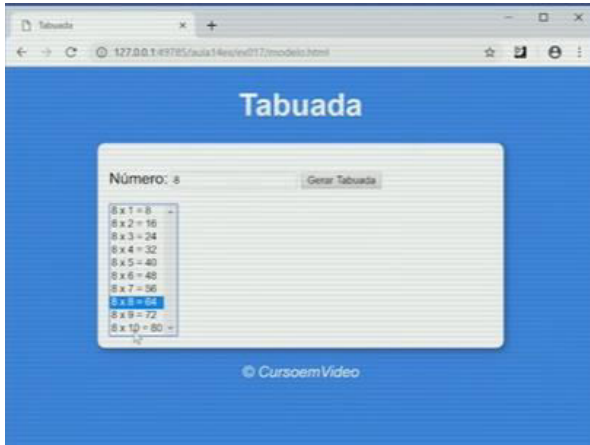 Tabuada
127.0.0.1:49785/aula14ex/ex017/modelo.html
Tabuada
Número: 8 Gerar Tabuada
8 x 1 = 8
8 x 2 = 16
8 x 3 = 24
8 x 4 = 32
8 x 5 = 40
8 x 6 = 48
8 x 7 = 56
8 x 8 = 64
8 x 9 = 72
8 x 10 = 80
© CursoemVideo